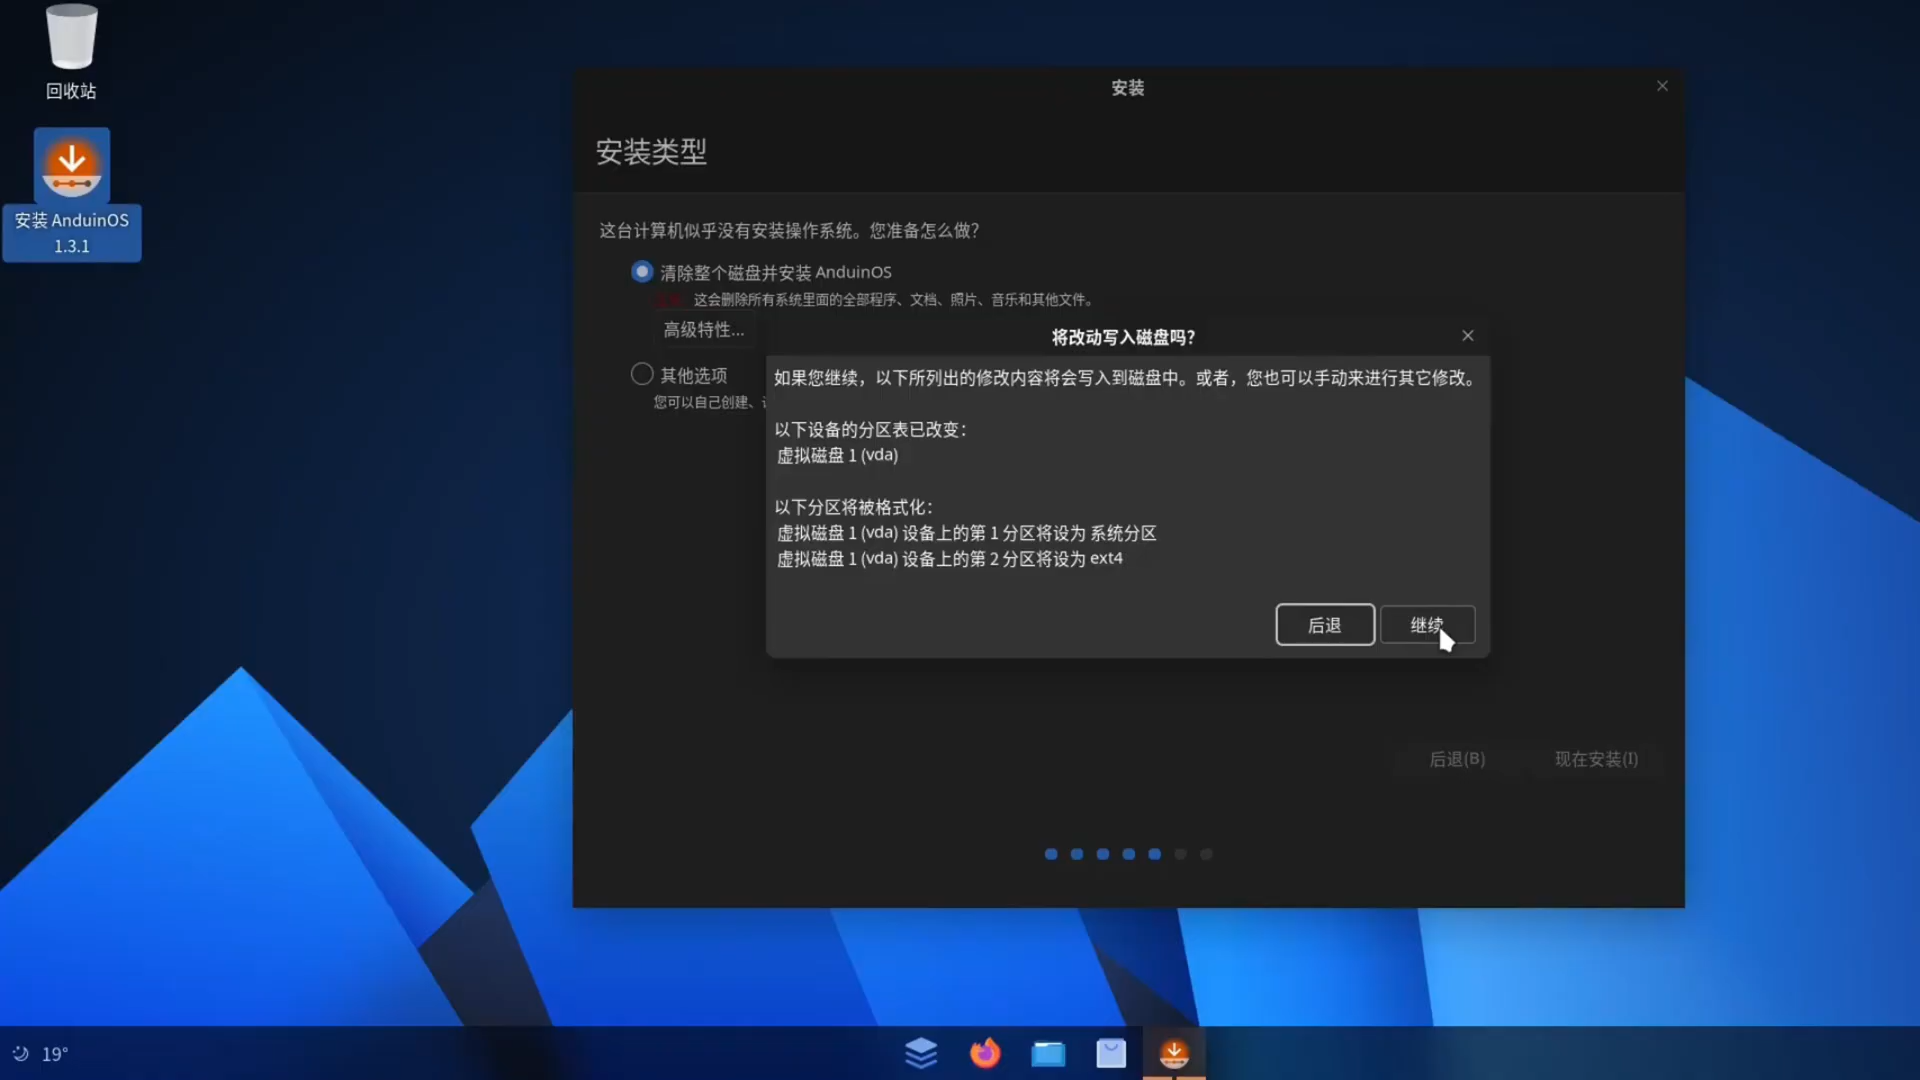 回收站
安装 AnduinOS
1.3.1
安装
安装类型
这台计算机似乎没有安装操作系统。您准备怎么做？
清除整个磁盘并安装 AnduinOS
这会删除所有系统里面的全部程序、文档、照片、音乐和其他文件。
高级特性...
其他选项
您可以自己创建、
将改动写入磁盘吗？
如果您继续，以下所列出的修改内容将会写入到磁盘中。或者，您也可以手动来进行其它修改。
以下设备的分区表已改变：
虚拟磁盘 1 (vda)
以下分区将被格式化：
虚拟磁盘 1 (vda) 设备上的第 1 分区将设为 系统分区
虚拟磁盘 1 (vda) 设备上的第 2 分区将设为 ext4
后退
继续
后退(B)
现在安装(I)
19°